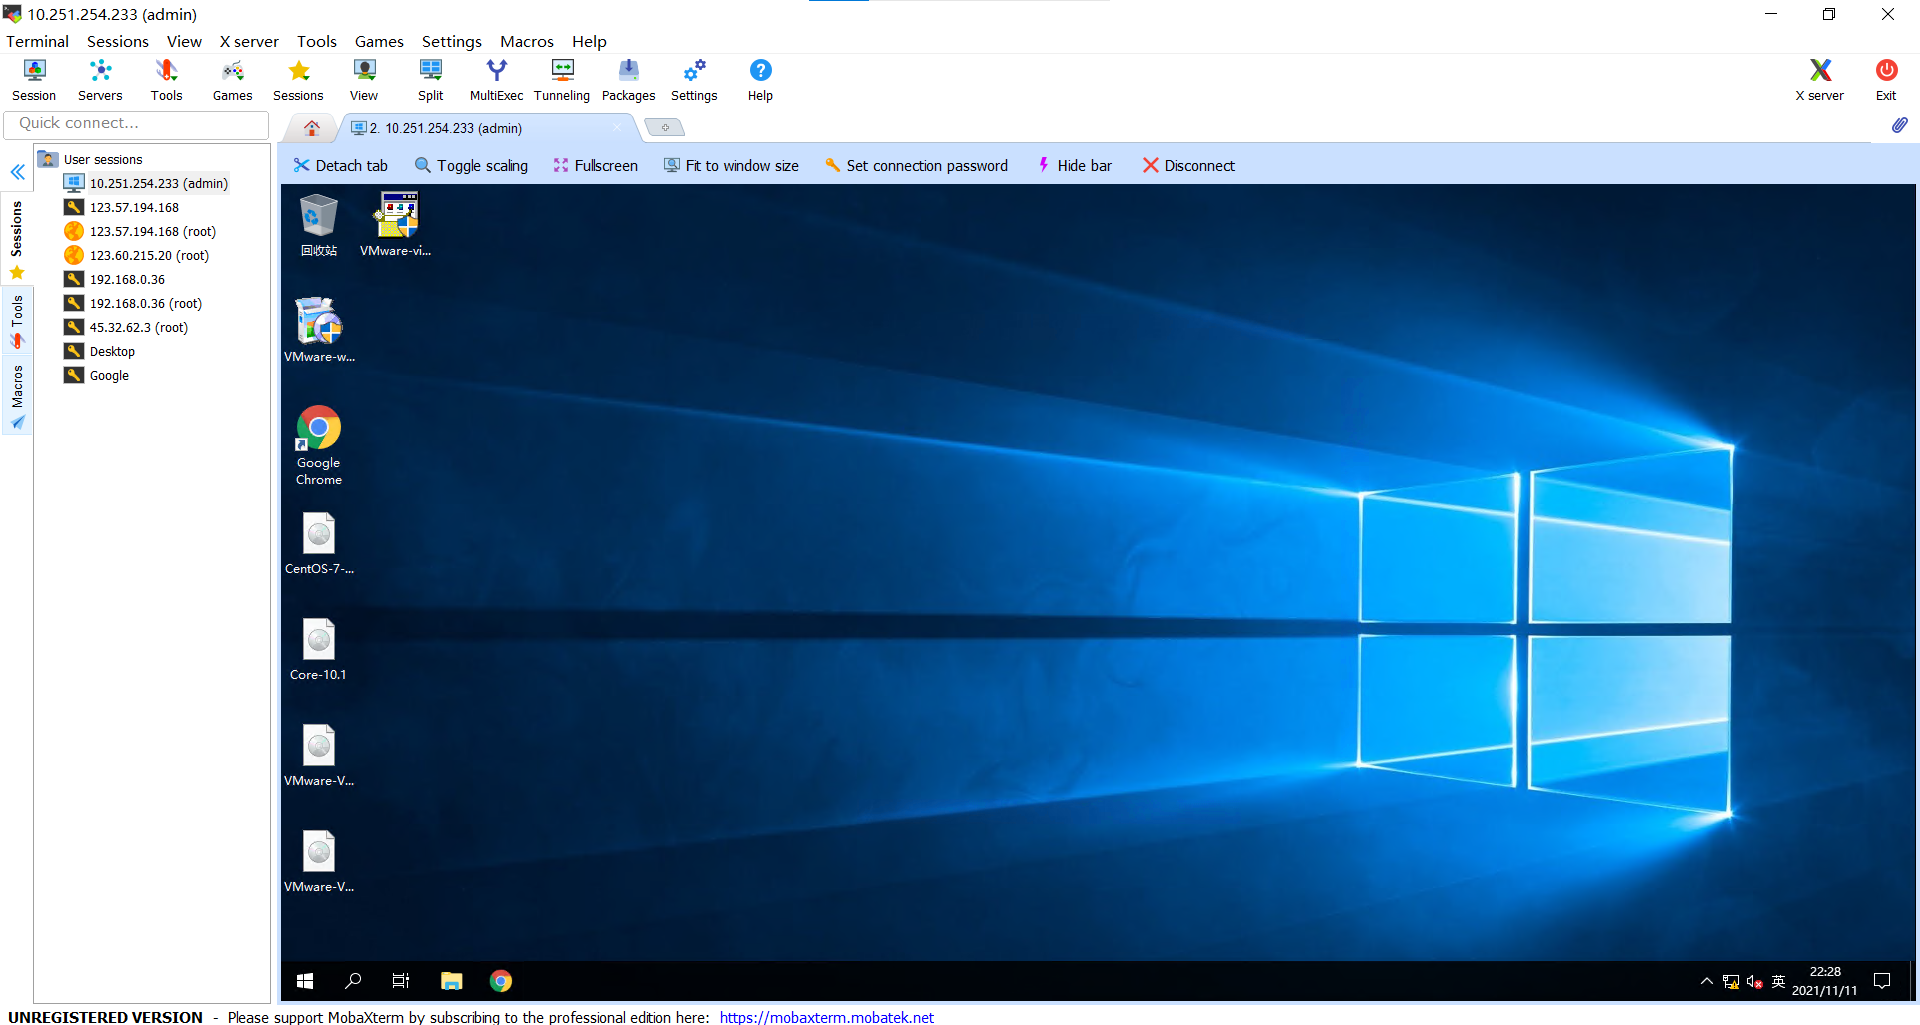 10.251.254.233 (admin)
Terminal Sessions View X server Tools Games Settings Macros Help
Session Servers Tools Games Sessions View Split MultiExec Tunneling Packages Settings Help X server Exit
Quick connect...
2. 10.251.254.233 (admin)
Detach tab Toggle scaling Fullscreen Fit to window size Set connection password Hide bar Disconnect
Sessions
Tools
Macros
User sessions
10.251.254.233 (admin)
123.57.194.168
123.57.194.168 (root)
123.60.215.20 (root)
192.168.0.36
192.168.0.36 (root)
45.32.62.3 (root)
Desktop
Google
回收站 VMware-vi...
VMware-w...
Google
Chrome
CentOS-7-...
Core-10.1
VMware-V...
VMware-V...
英
22:28
2021/11/11
UNREGISTERED VERSION - Please support MobaXterm by subscribing to the professional edition here: https://mobaxterm.mobatek.net